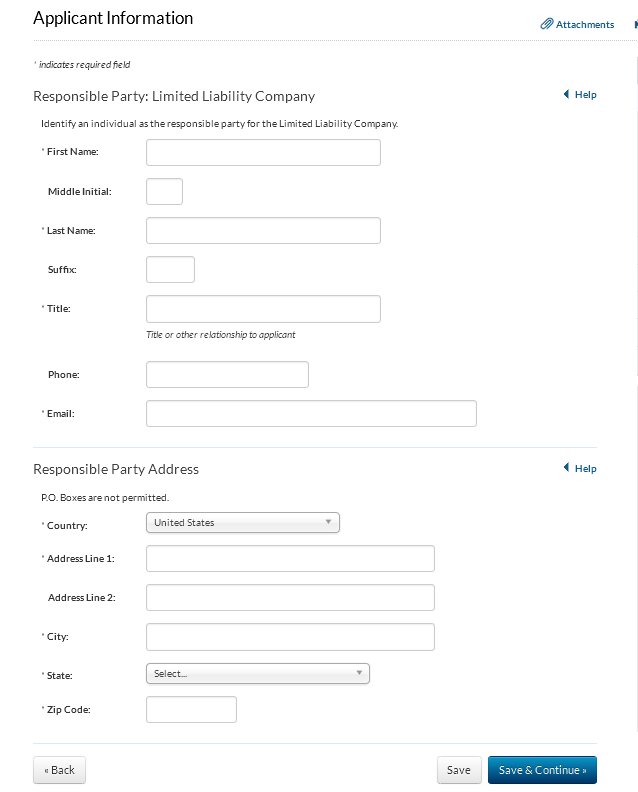 Applicant Information
Attachments
* indicates required field
Responsible Party: Limited Liability Company
Help
Identify an individual as the responsible party for the Limited Liability Company.
* First Name:
Middle Initial:
* Last Name:
Suffix:
* Title:
Title or other relationship to applicant
Phone:
* Email:
Responsible Party Address
Help
P.O. Boxes are not permitted.
* Country:
United States
* Address Line 1:
Address Line 2:
* City:
* State:
Select...
* Zip Code:
« Back
Save
Save & Continue »